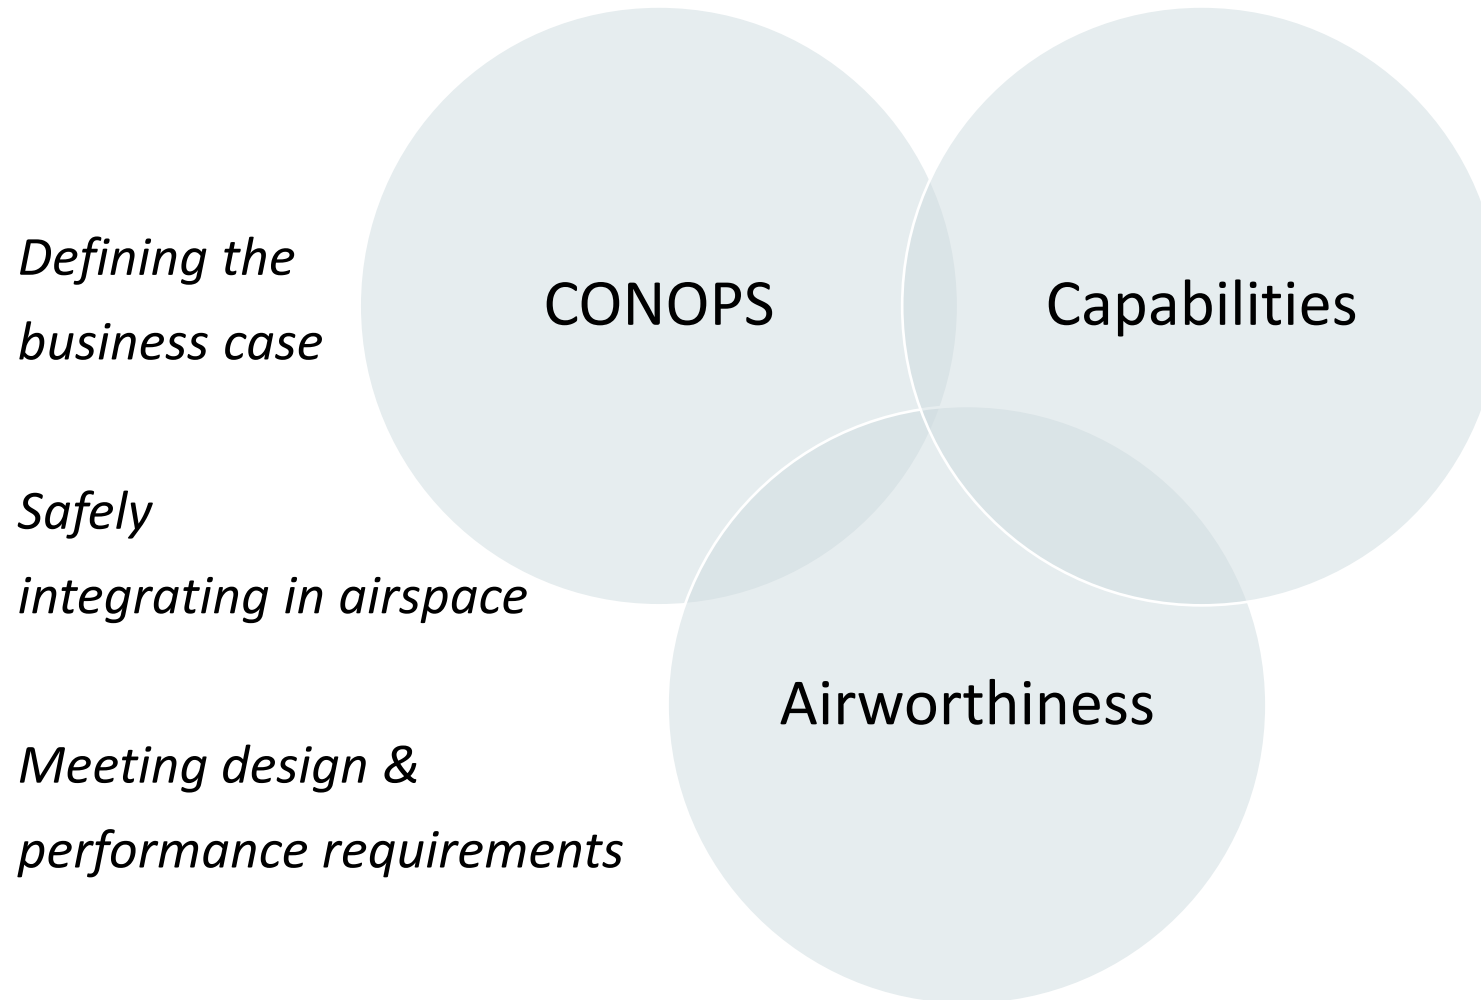 Defining the
business case
Safely
integrating in airspace
Meeting design &
performance requirements
CONOPS
Capabilities
Airworthiness